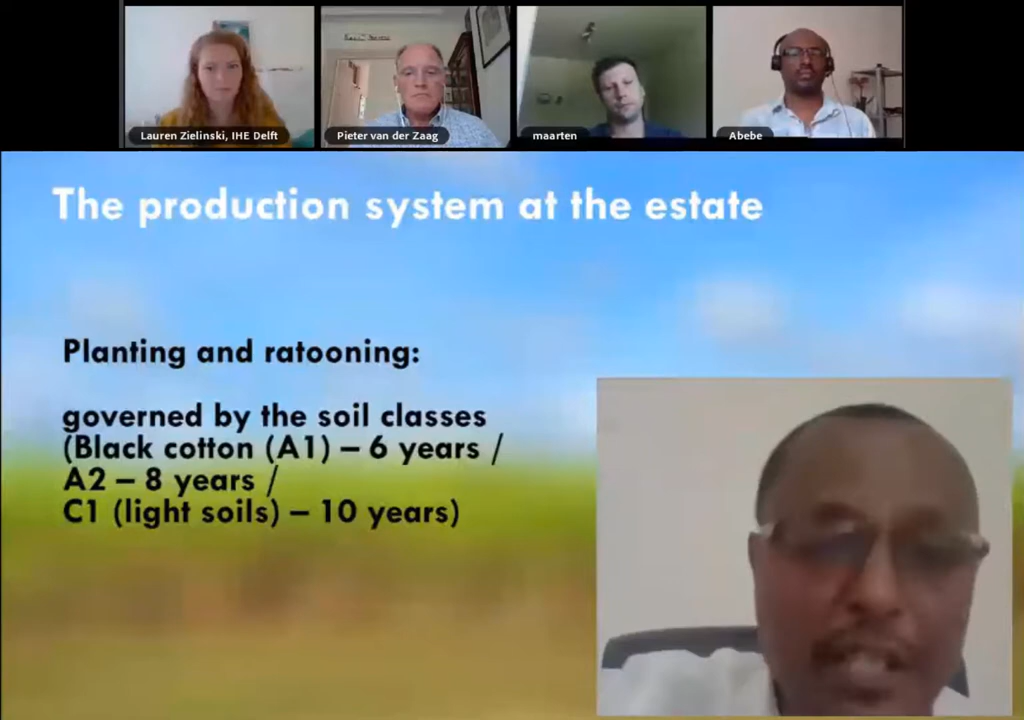 Lauren Zielinski, IHE Delft
Pieter van der Zaag
maarten
Abebe
The production system at the estate
Planting and ratooning:
governed by the soil classes
(Black cotton (A1) – 6 years /
A2 – 8 years /
C1 (light soils) – 10 years)